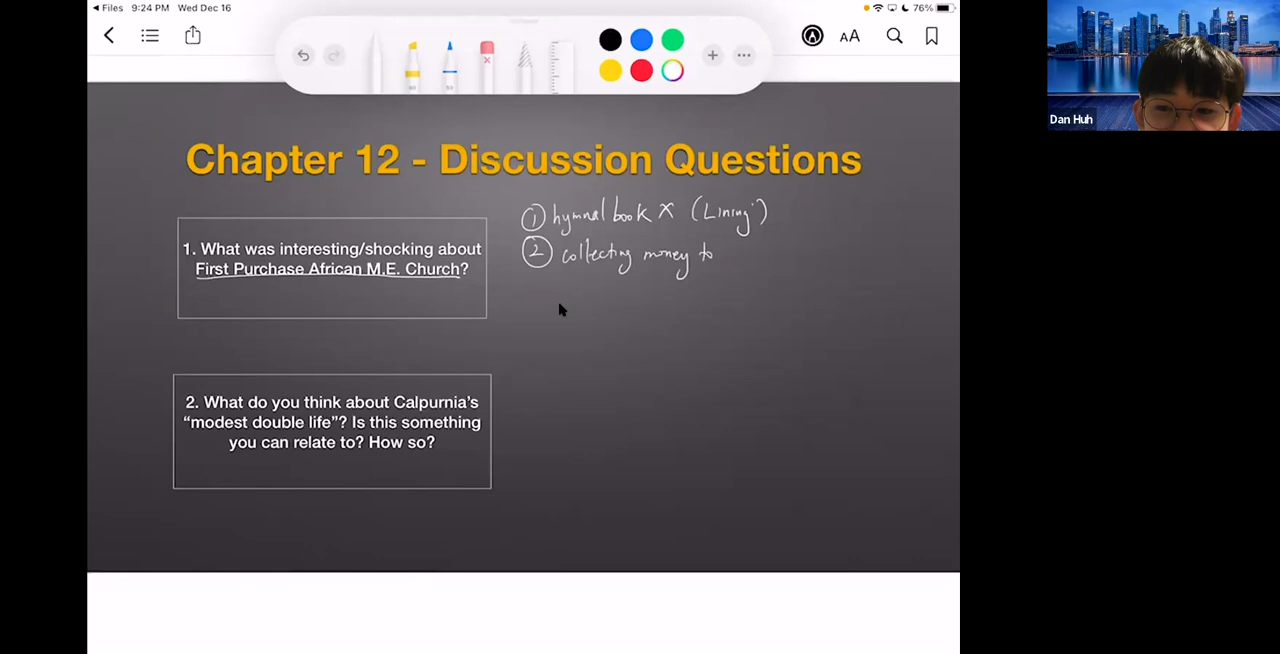 Files 9:24 PM Wed Dec 16
76%
AA
Dan Huh
Chapter 12 - Discussion Questions
1. What was interesting/shocking about
First Purchase African M.E. Church?
① hymnal book X (Lining)
② collecting money to
2. What do you think about Calpurnia's
“modest double life”? Is this something
you can relate to? How so?